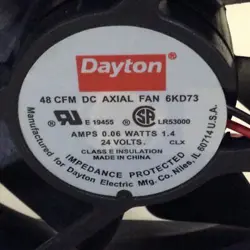 Dayton
48 CFM DC AXIAL FAN 6KD73
E 19455 LR53000
AMPS 0.06 WATTS 1.4
24 VOLTS. CLX
CLASS E INSULATION
MADE IN CHINA
IMPEDANCE PROTECTED
Manufactured for Dayton Electric Mfg. Co. Niles, IL 60714 U.S.A.